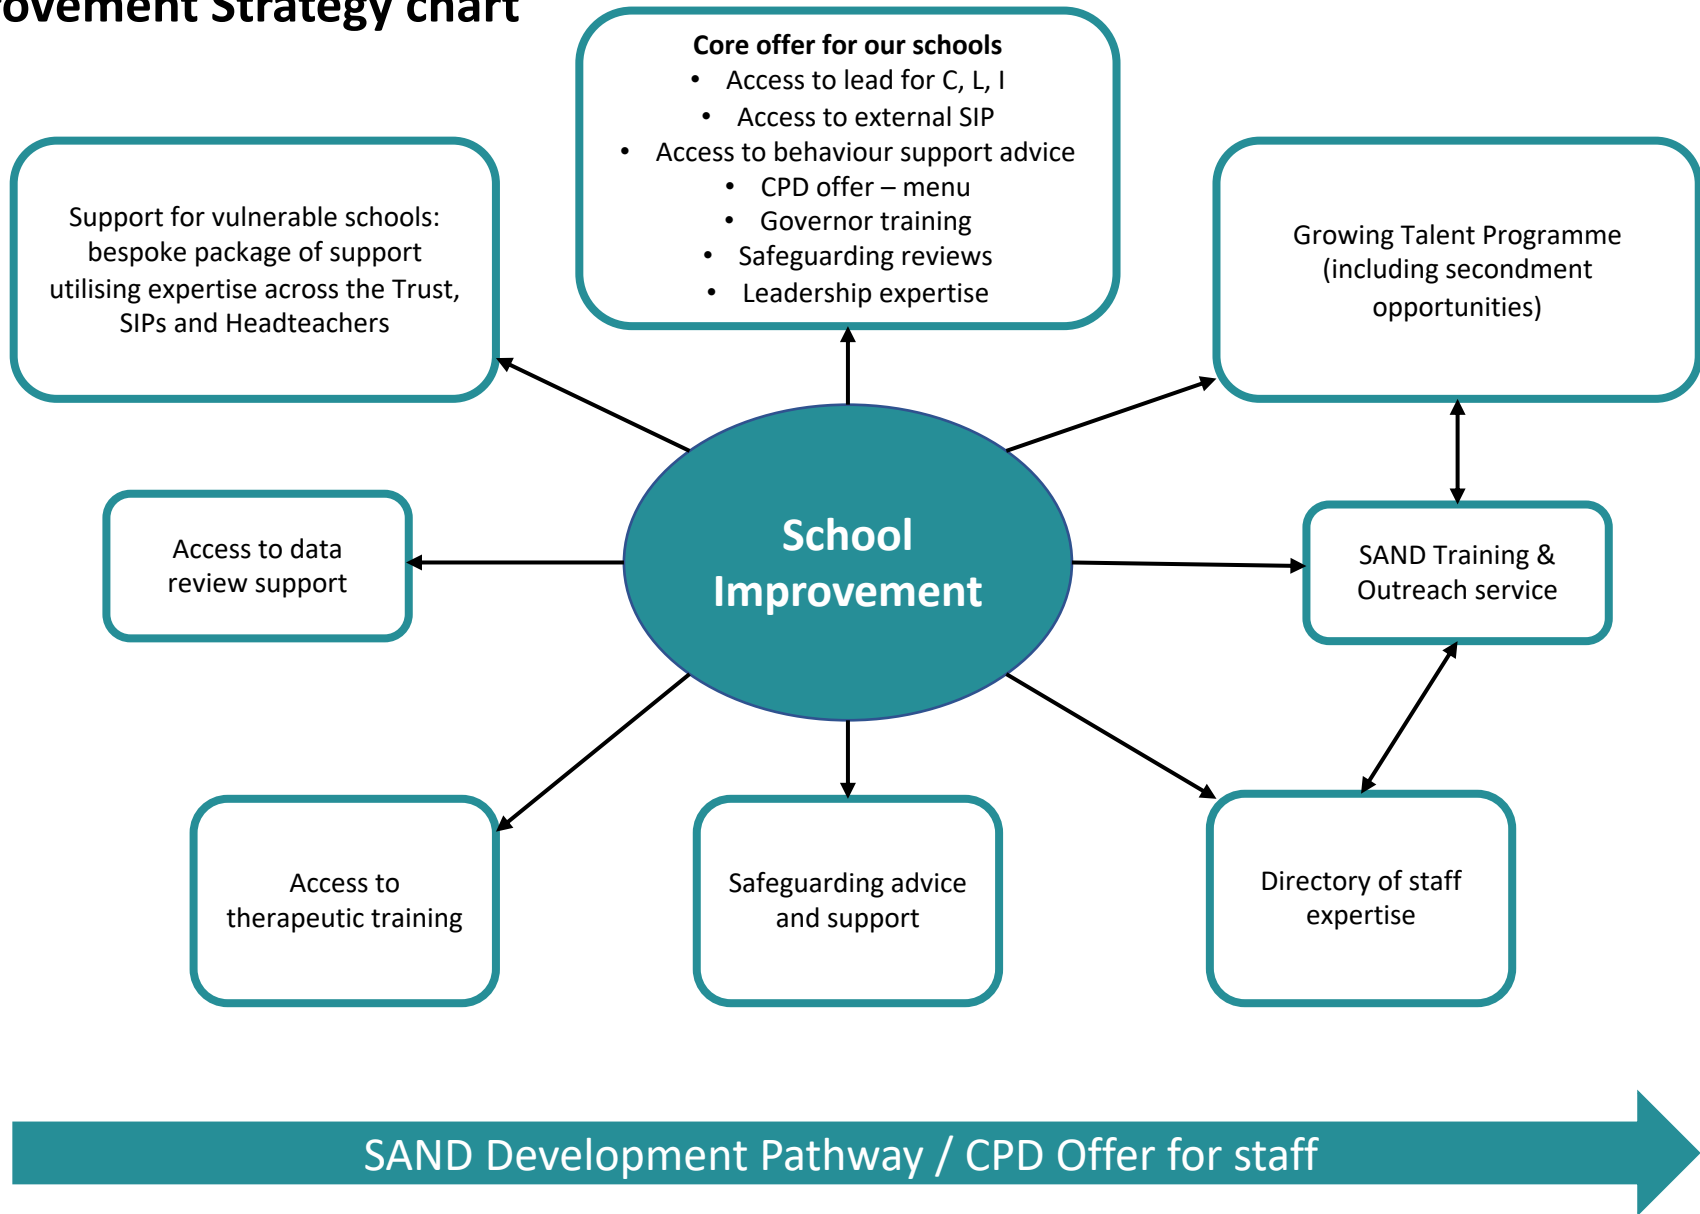 Strategy chart
Core offer for our schools
• Access to lead for C, L, I
• Access to external SIP
• Access to behaviour support advice
• CPD offer – menu
• Governor training
• Safeguarding reviews
• Leadership expertise
Support for vulnerable schools:
bespoke package of support
utilising expertise across the Trust,
SIPs and Headteachers
Growing Talent Programme
(including secondment
opportunities)
Access to data
review support
School
Improvement
SAND Training &
Outreach service
Access to
therapeutic training
Safeguarding advice
and support
Directory of staff
expertise
SAND Development Pathway / CPD Offer for staff